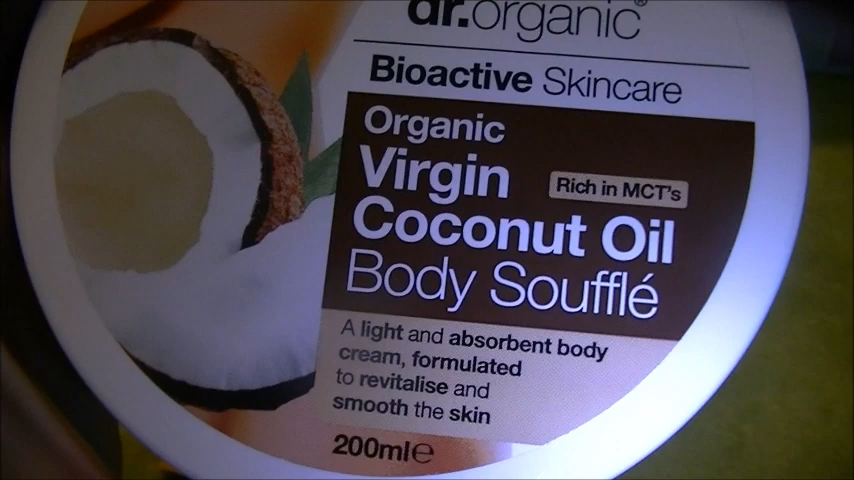 dr.organic®
Bioactive Skincare
Organic
Virgin
Rich in MCT's
Coconut Oil
Body Soufflé
A light and absorbent body
cream, formulated
to revitalise and
smooth the skin
200ml℮